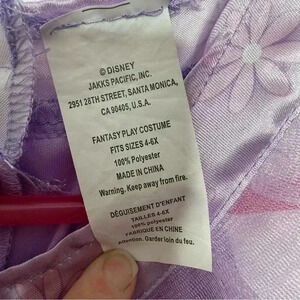 © DISNEY
JAKKS PACIFIC, INC.
2951 28TH STREET, SANTA MONICA,
CA 90405, U.S.A.
FANTASY PLAY COSTUME
FITS SIZES 4-6X
100% Polyester
MADE IN CHINA
Warning. Keep away from fire.
DÉGUISEMENT D'ENFANT
TAILLES 4-6X
100% polyester
FABRIQUE EN CHINE
Attention. Garder loin du feu.